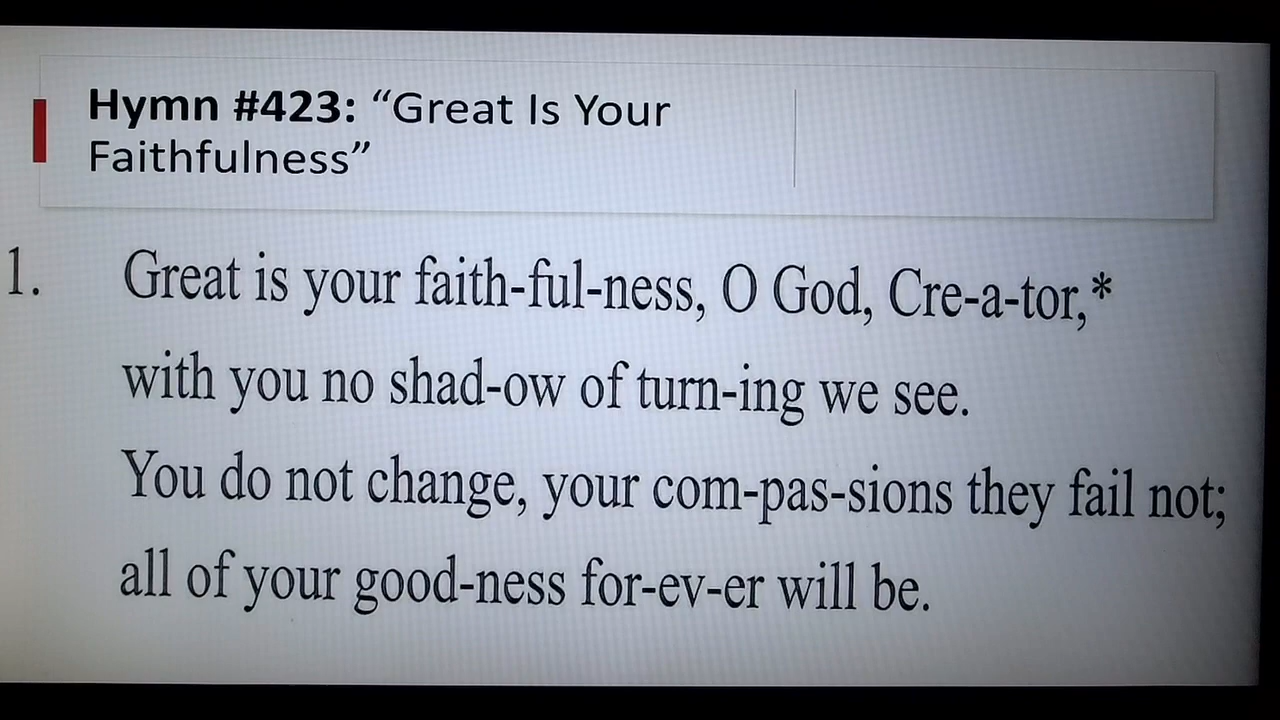 Hymn #423: “Great Is Your
Faithfulness”
1. Great is your faith-ful-ness, O God, Cre-a-tor,*
with you no shad-ow of turn-ing we see.
You do not change, your com-pas-sions they fail not;
all of your good-ness for-ev-er will be.